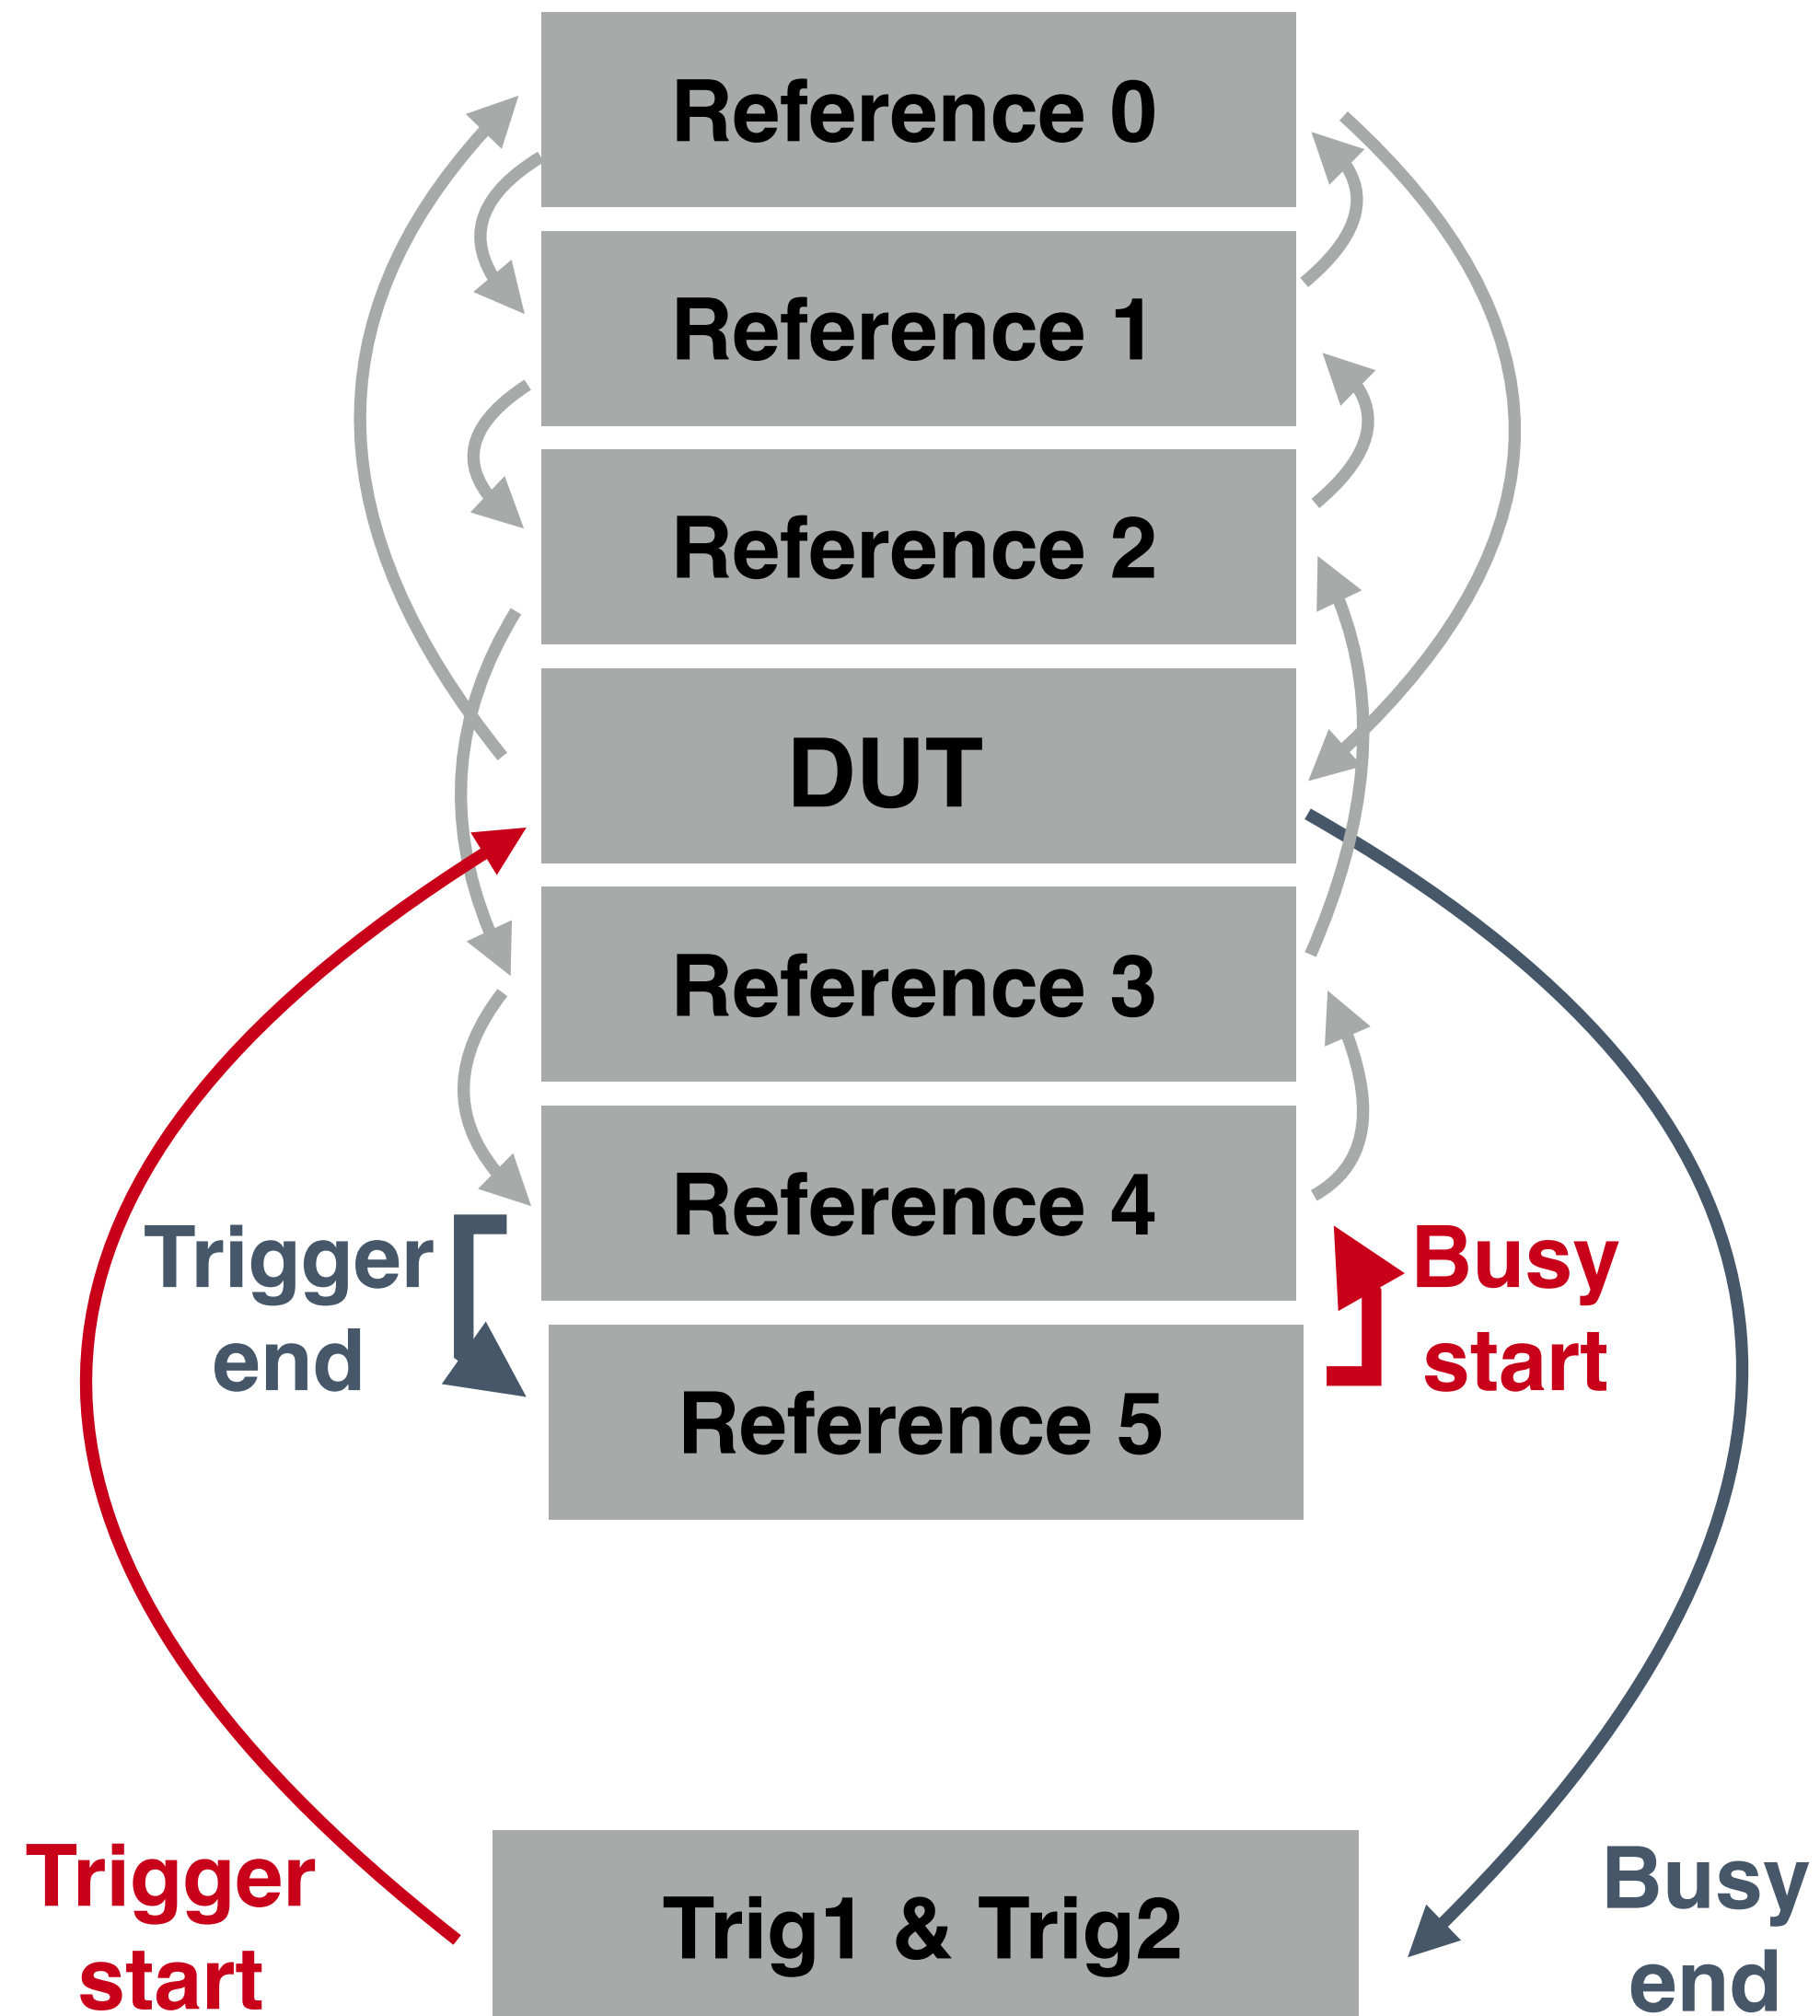 Reference 0
Reference 1
Reference 2
DUT
Reference 3
Reference 4
Trigger
end
Busy
start
Reference 5
Trigger
start
Trig1 & Trig2
Busy
end